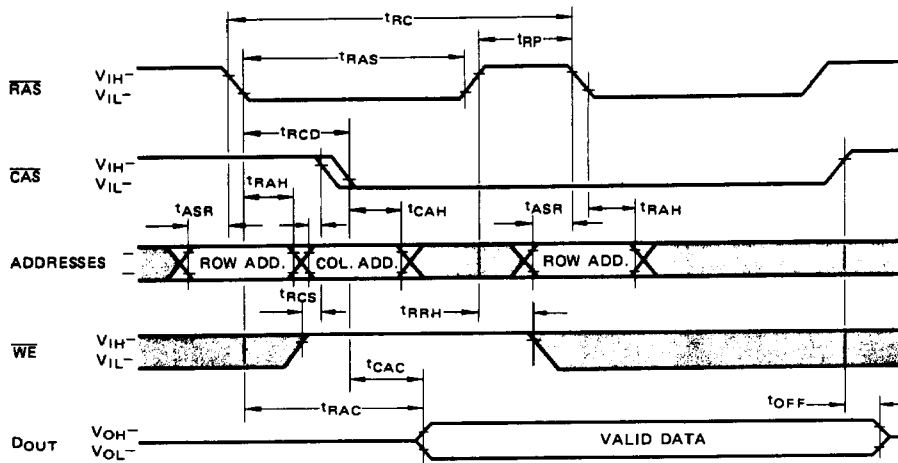 tRC
tRP
tRAS
RAS
VIH–
VIL–
tRCD
CAS
VIH–
VIL–
tRAH
tASR
tCAH
tASR
tRAH
ADDRESSES
ROW ADD.
COL. ADD.
ROW ADD.
tRCS
tRRH
WE
VIH–
VIL–
tCAC
tRAC
tOFF
DOUT
VOH–
VOL–
VALID DATA